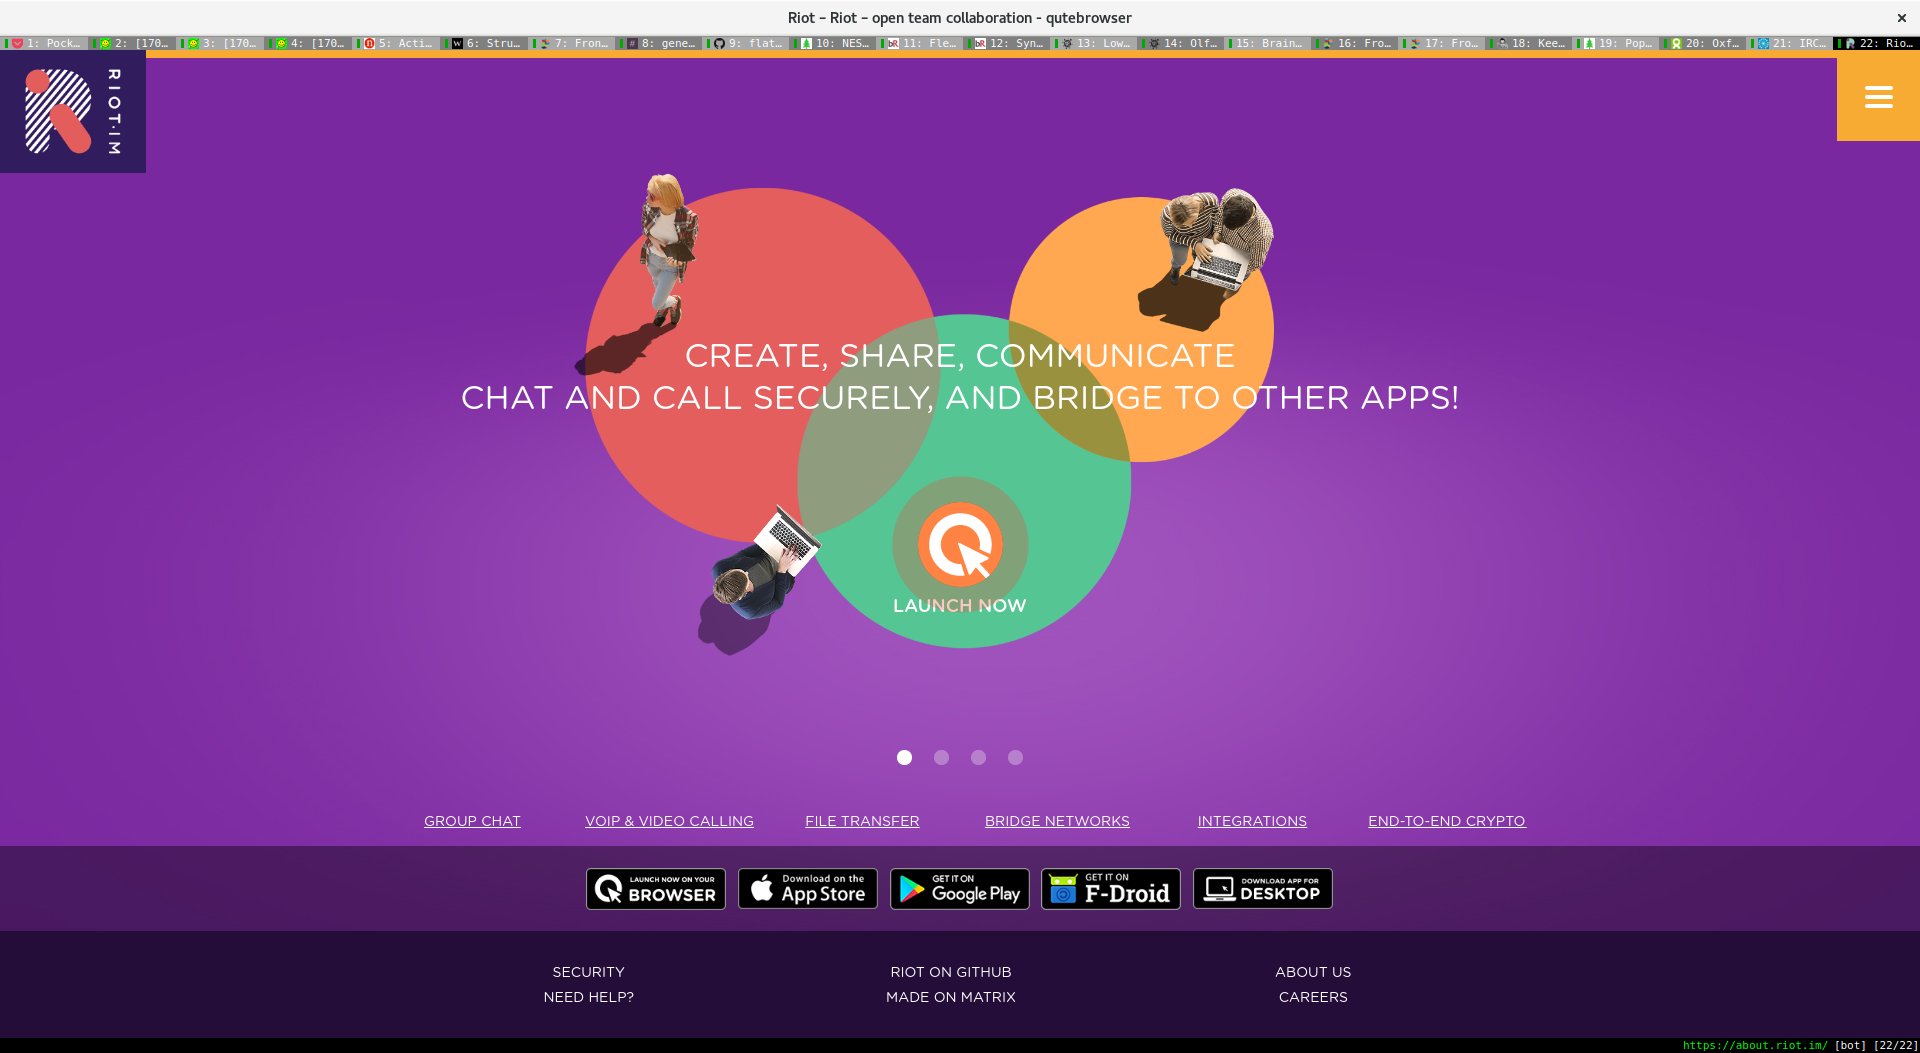 Riot – Riot – open team collaboration - qutebrowser
1: Pock… 2: [170… 3: [170… 4: [170… 5: Acti… 6: Stru… 7: Fron… 8: gene… 9: flat… 10: NES… 11: Fle… 12: Syn… 13: Low… 14: Olf… 15: Brain… 16: Fro… 17: Fro… 18: Kee… 19: Pop… 20: Oxf… 21: IRC… 22: Rio…
RIOT·IM
CREATE, SHARE, COMMUNICATE
CHAT AND CALL SECURELY, AND BRIDGE TO OTHER APPS!
LAUNCH NOW
GROUP CHAT VOIP & VIDEO CALLING FILE TRANSFER BRIDGE NETWORKS INTEGRATIONS END-TO-END CRYPTO
LAUNCH NOW ON YOUR
BROWSER
Download on the
App Store
GET IT ON
Google Play
GET IT ON
F-Droid
DOWNLOAD APP FOR
DESKTOP
SECURITY RIOT ON GITHUB ABOUT US
NEED HELP? MADE ON MATRIX CAREERS
https://about.riot.im/ [bot] [22/22]